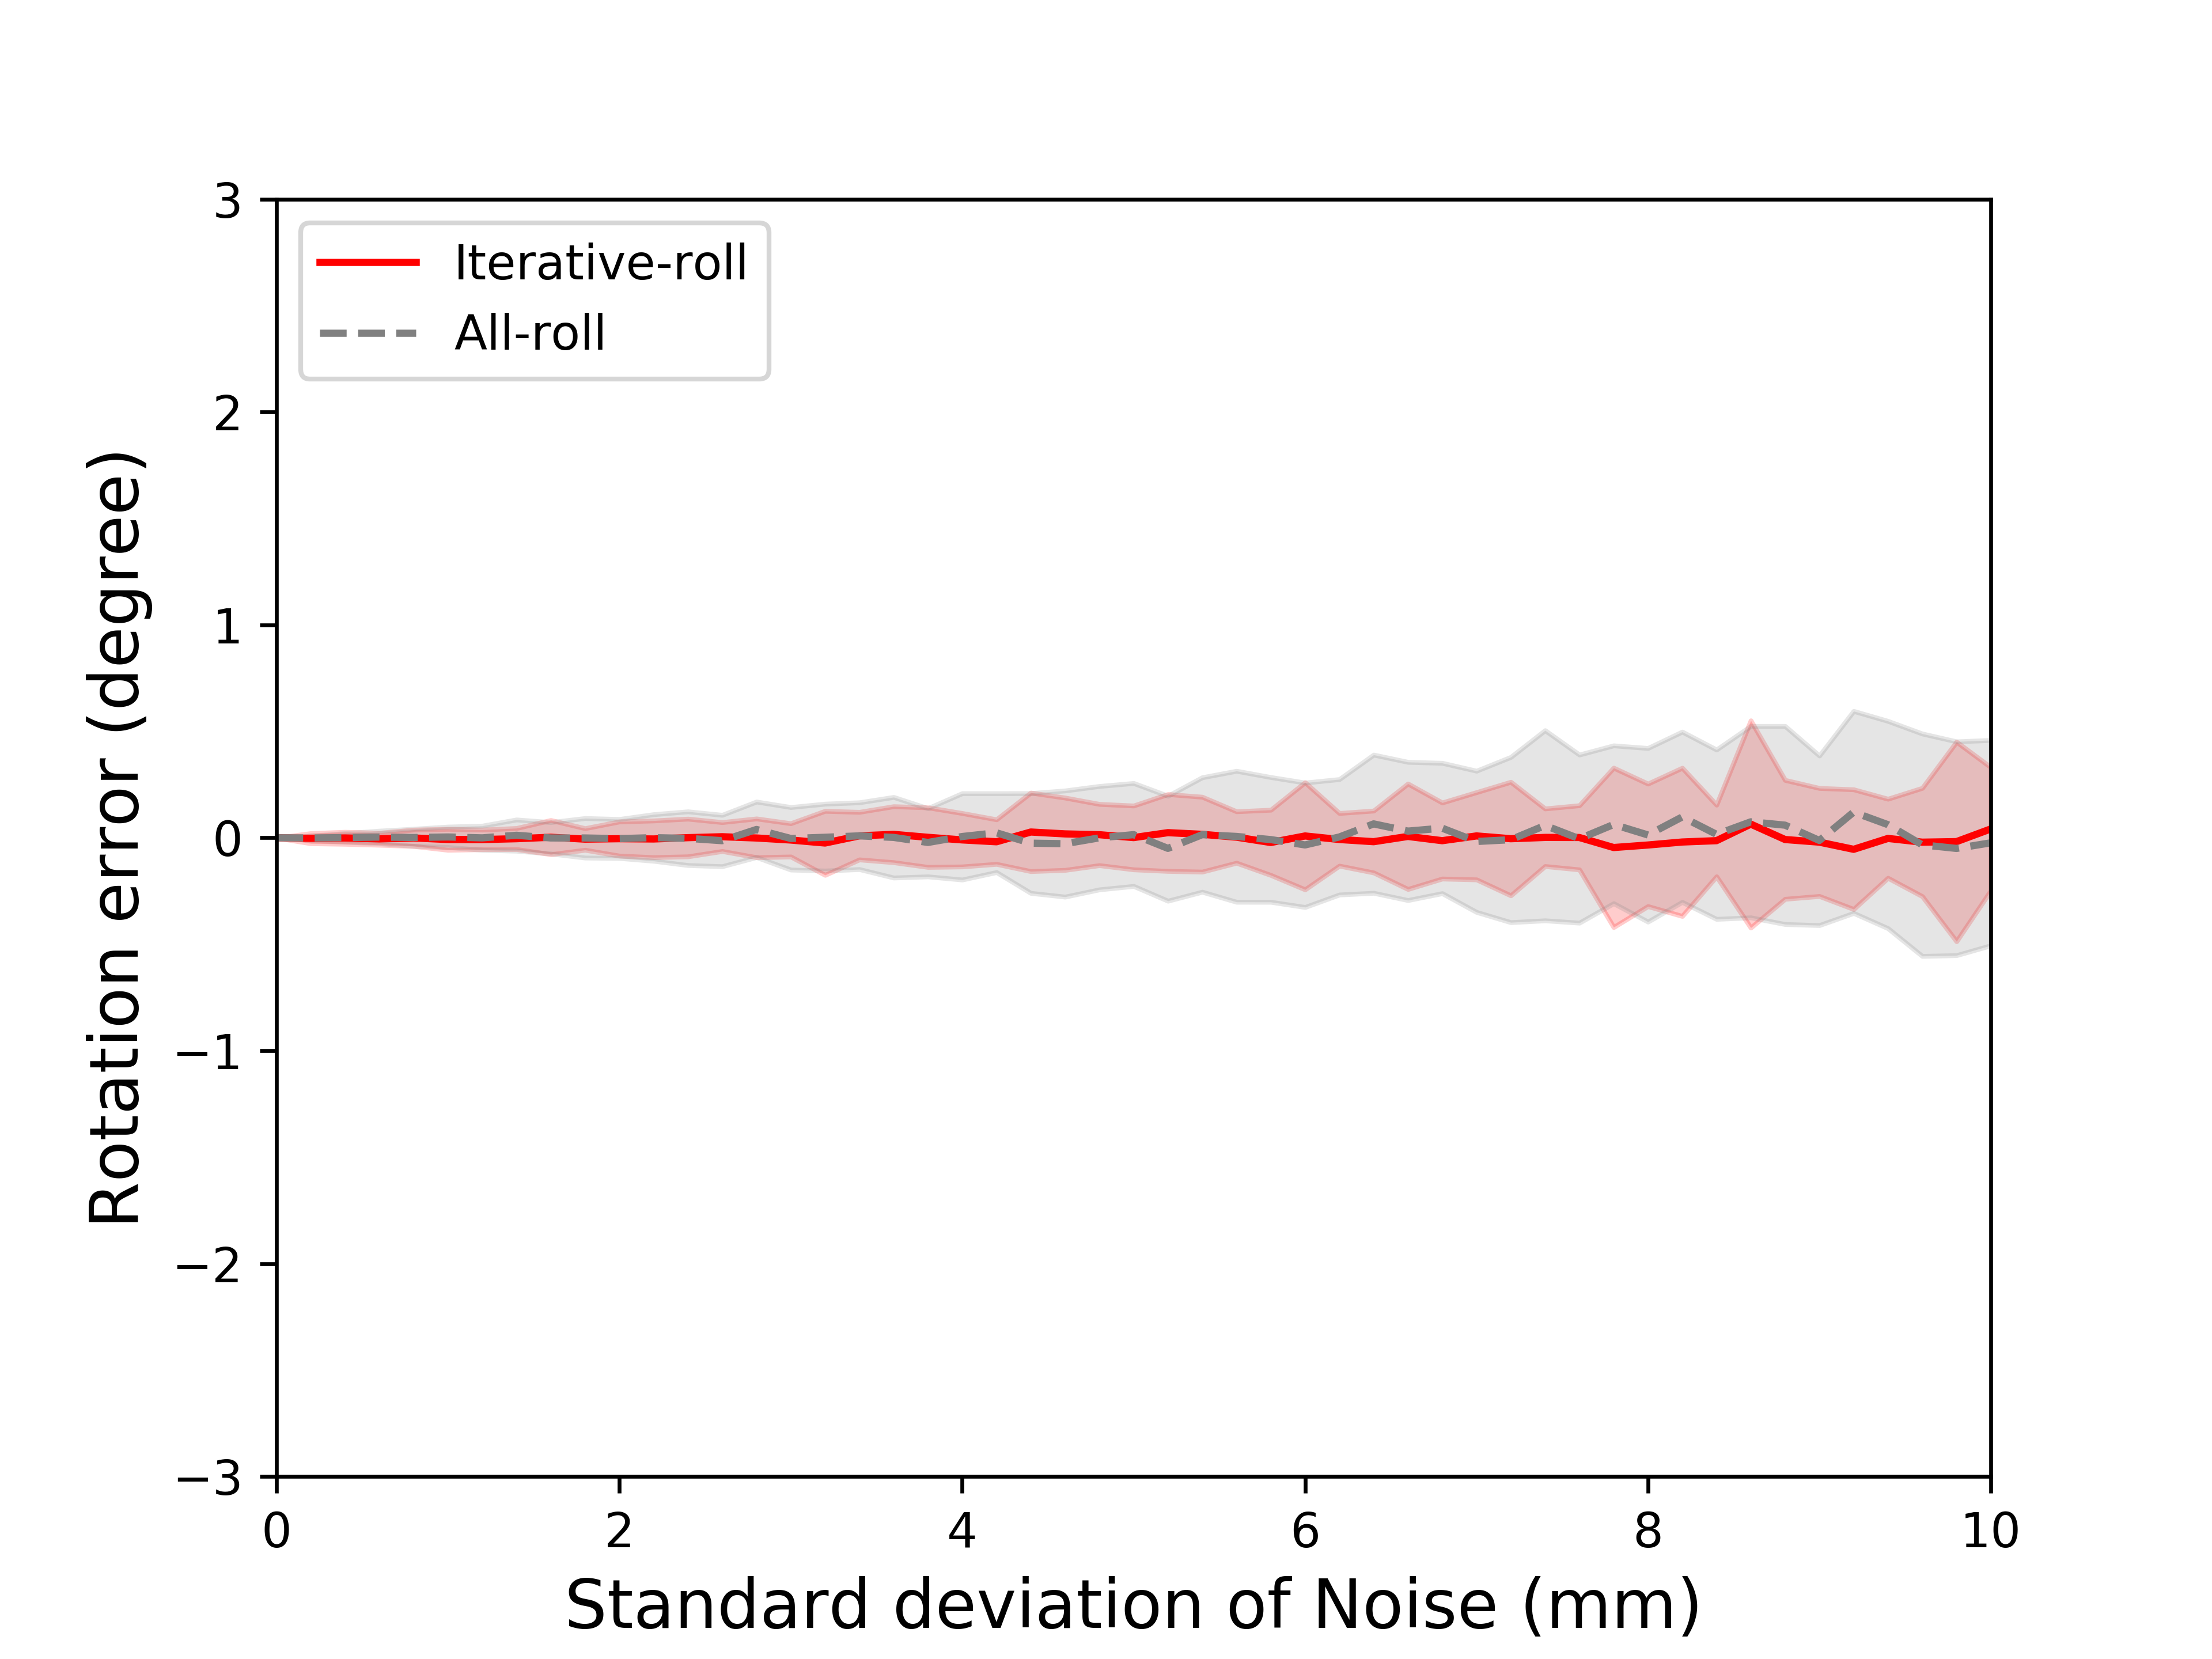 3
2
1
0
−1
−2
−3
Rotation error (degree)
Iterative-roll
All-roll
0 2 4 6 8 10
Standard deviation of Noise (mm)